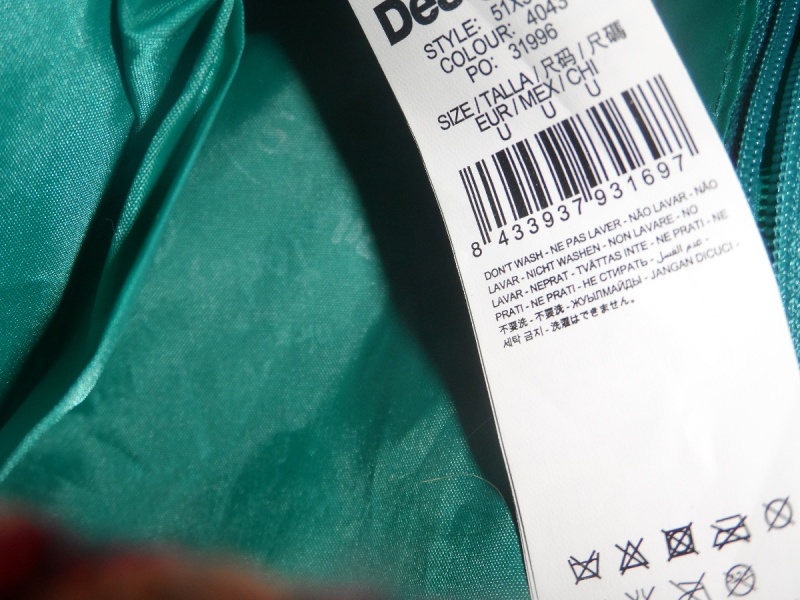 STYLE:
COLOUR: 4043
PO: 31996
SIZE / TALLA / 尺码 / 尺碼
EUR / MEX / CHI
U U U
8 433937 931697
DON'T WASH - NE PAS LAVER - NÃO LAVAR - NÃO
LAVAR - NICHT WASHEN - NON LAVARE - NO
LAVAR - NEPRAT - TVÄTTAS INTE - NE PRATI - NE
PRATI - NE PRATI - НЕ СТИРАТЬ - عدم الغسل -
不要洗 - 不要洗 - ЖУЫЛМАЙДЫ - JANGAN DICUCI -
세탁 금지 - 洗濯はできません。